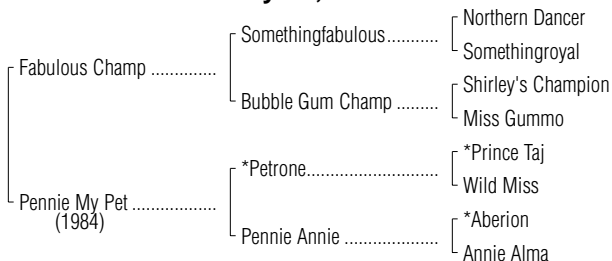 Northern Dancer
Somethingfabulous...........
Somethingroyal
Fabulous Champ ..............
Shirley's Champion
Bubble Gum Champ .........
Miss Gummo
*Prince Taj
*Petrone............................
Wild Miss
Pennie My Pet ..................
(1984)
*Aberion
Pennie Annie ....................
Annie Alma